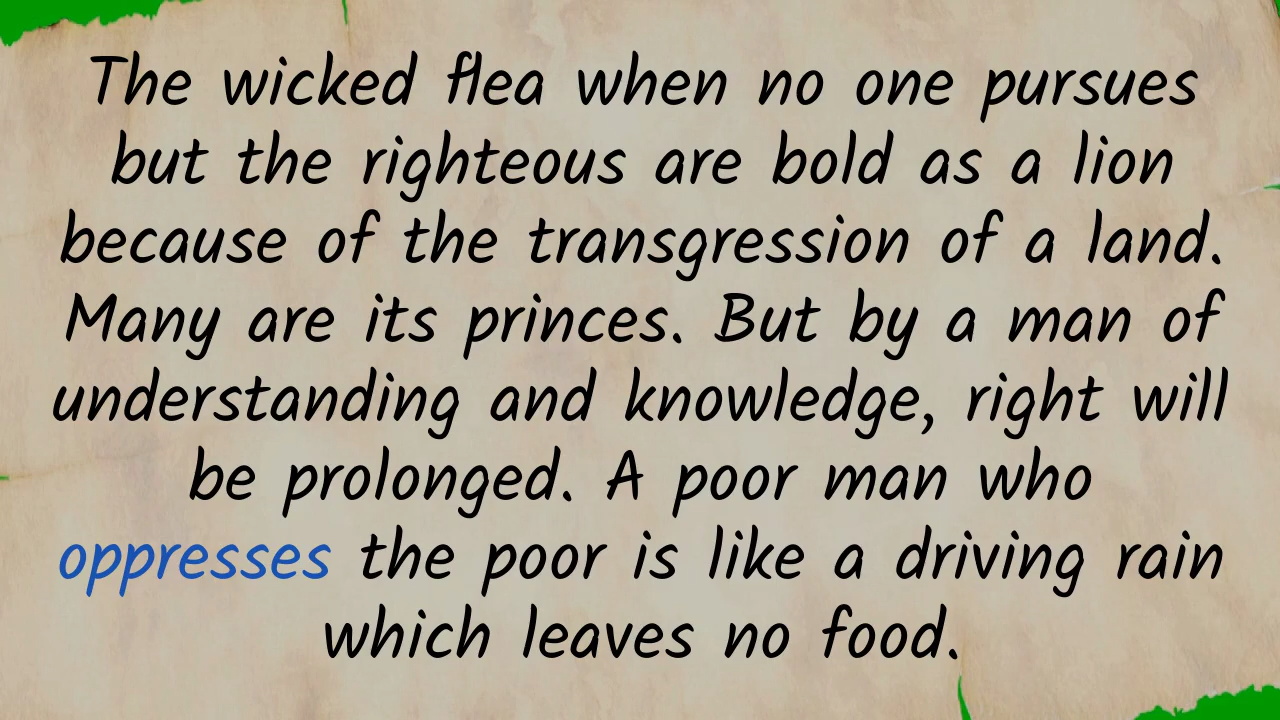 The wicked flea when no one pursues
but the righteous are bold as a lion
because of the transgression of a land.
Many are its princes. But by a man of
understanding and knowledge, right will
be prolonged. A poor man who
oppresses the poor is like a driving rain
which leaves no food.